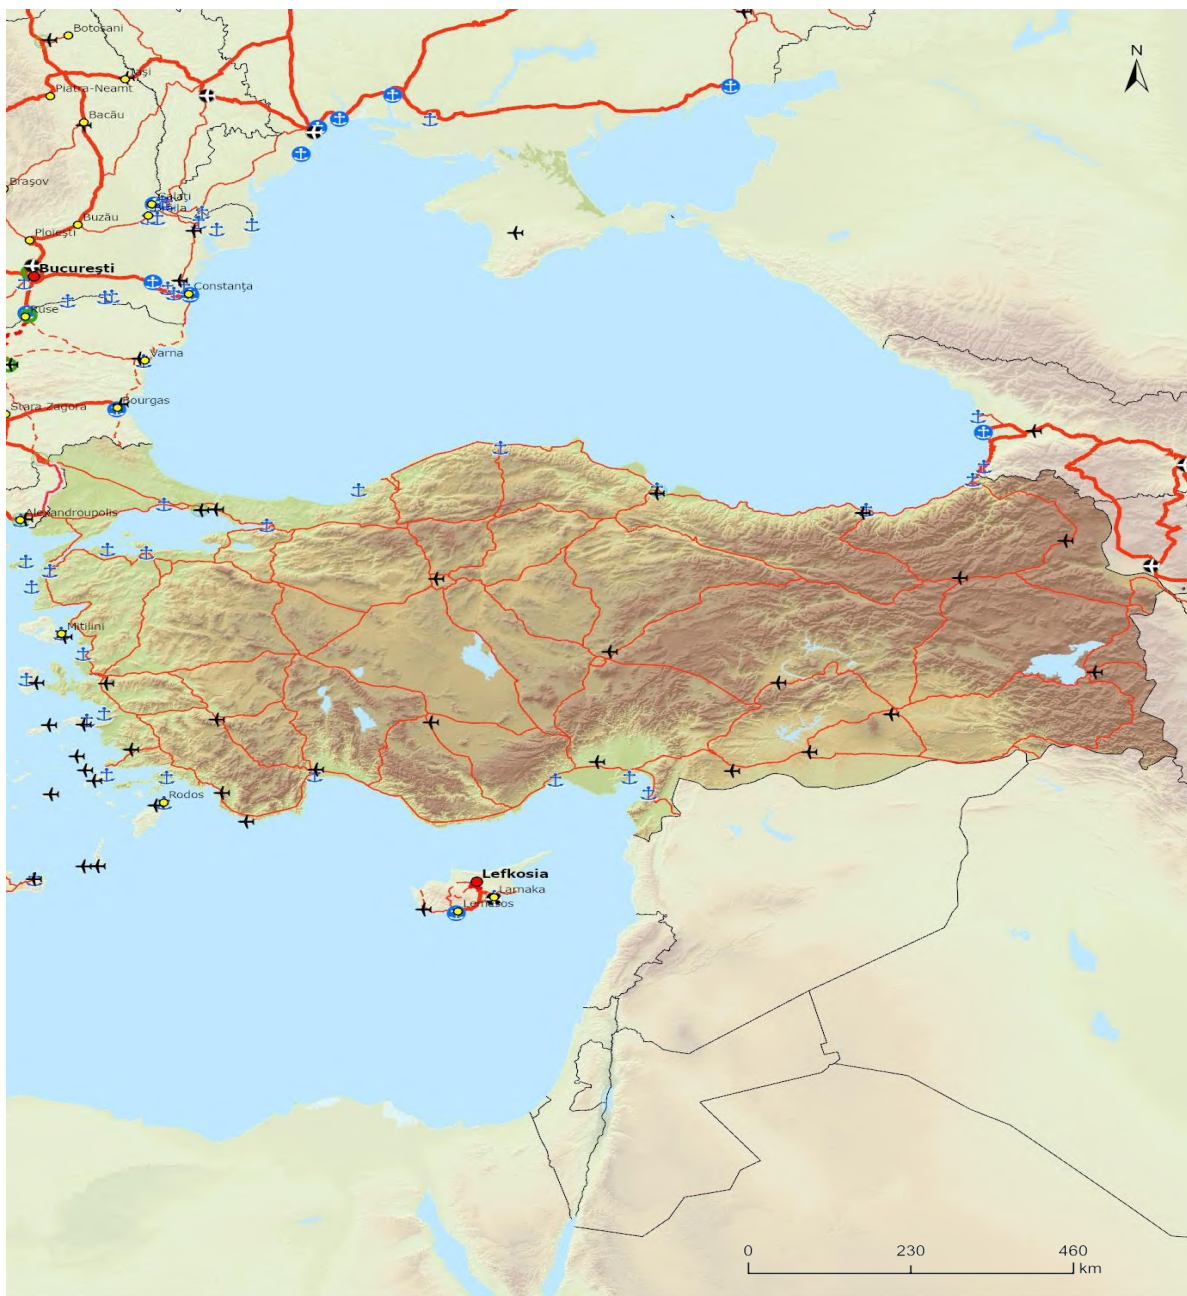 Botoșani
N
Iași
Piatra-Neamț
Bacău
Brașov
Galați
Brăila
Buzău
Ploiești
București
Constanța
Ruse
Varna
Bourgas
Stara Zagora
Alexandroupolis
Mitilini
Rodos
Lefkosia
Larnaka
Lemesos
0 230 460
km